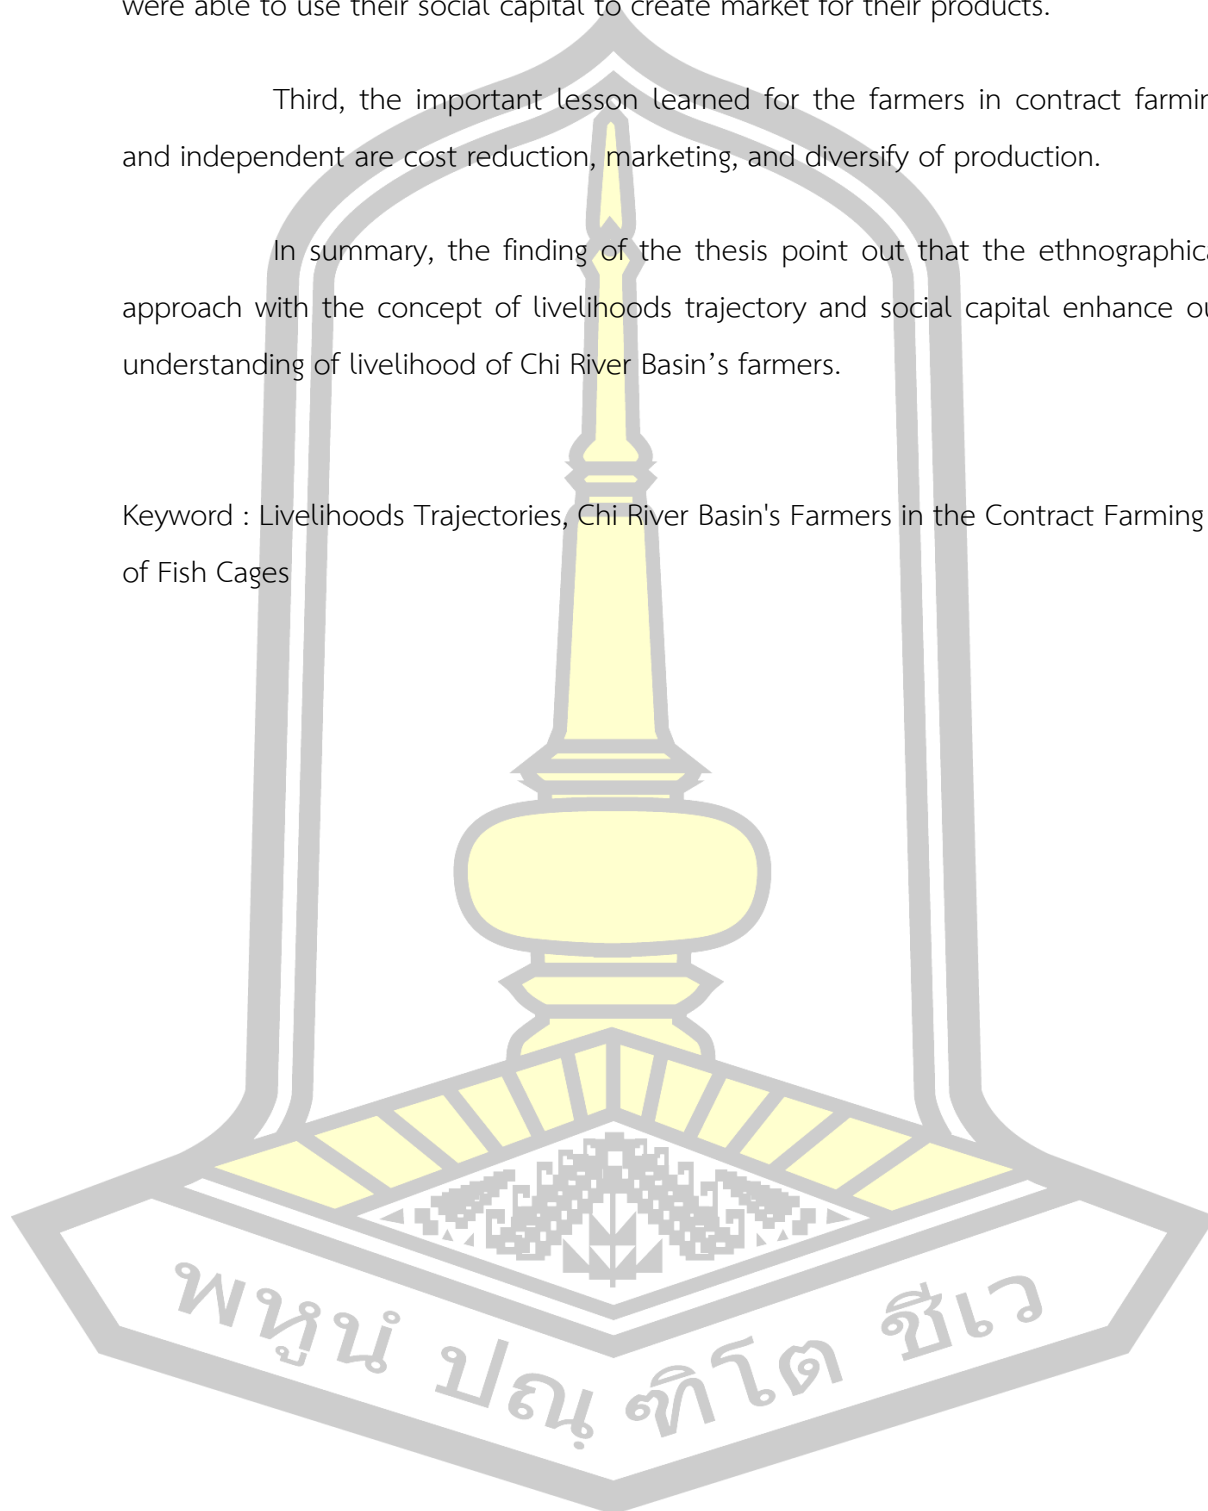 were able to use their social capital to create market for their products.
Third, the important lesson learned for the farmers in contract
and independent are cost reduction, marketing, and diversify of production.
In summary, the finding of the thesis point out that the
approach with the concept of livelihoods trajectory and social capital enhance
understanding of livelihood of Chi River Basin’s farmers.
Keyword : Livelihoods Trajectories, Chi River Basin's Farmers in the Contract Farming
of Fish Cages
พหูนํ ปณฺฑิโต ชีเว